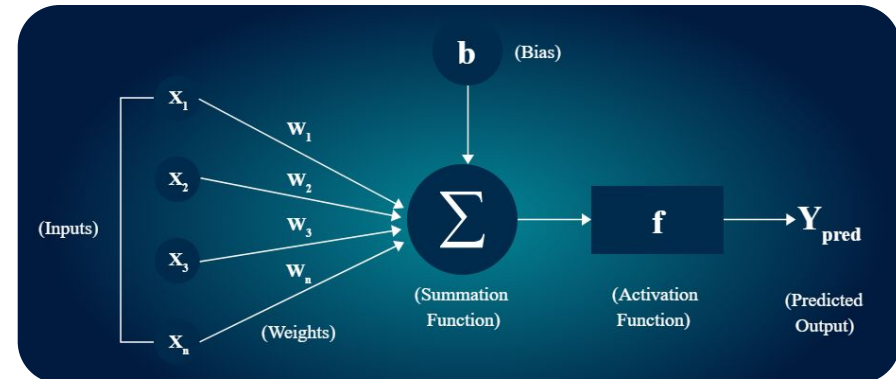 b
(Bias)
X1
W1
X2
W2
(Inputs)
W3
X3
Wn
Xn
(Weights)
∑
(Summation
Function)
f
(Activation
Function)
Ypred
(Predicted
Output)